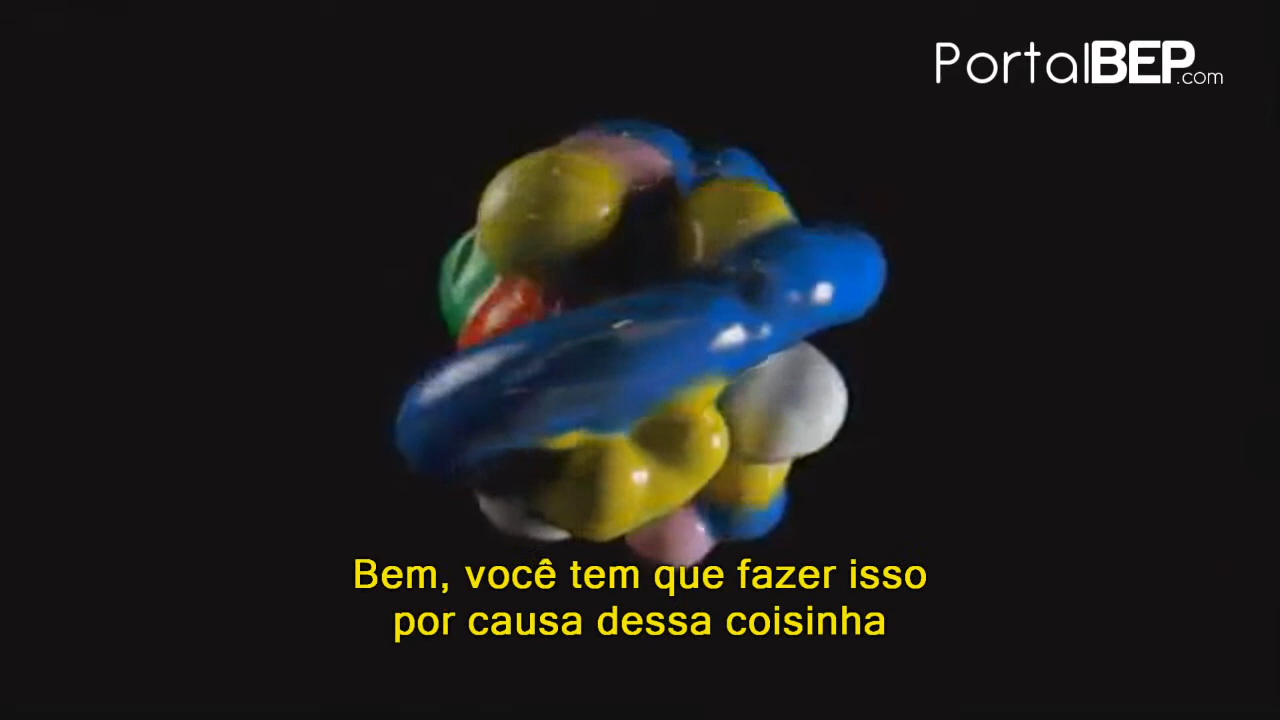 PortalBEP.com
Bem, você tem que fazer isso
por causa dessa coisinha